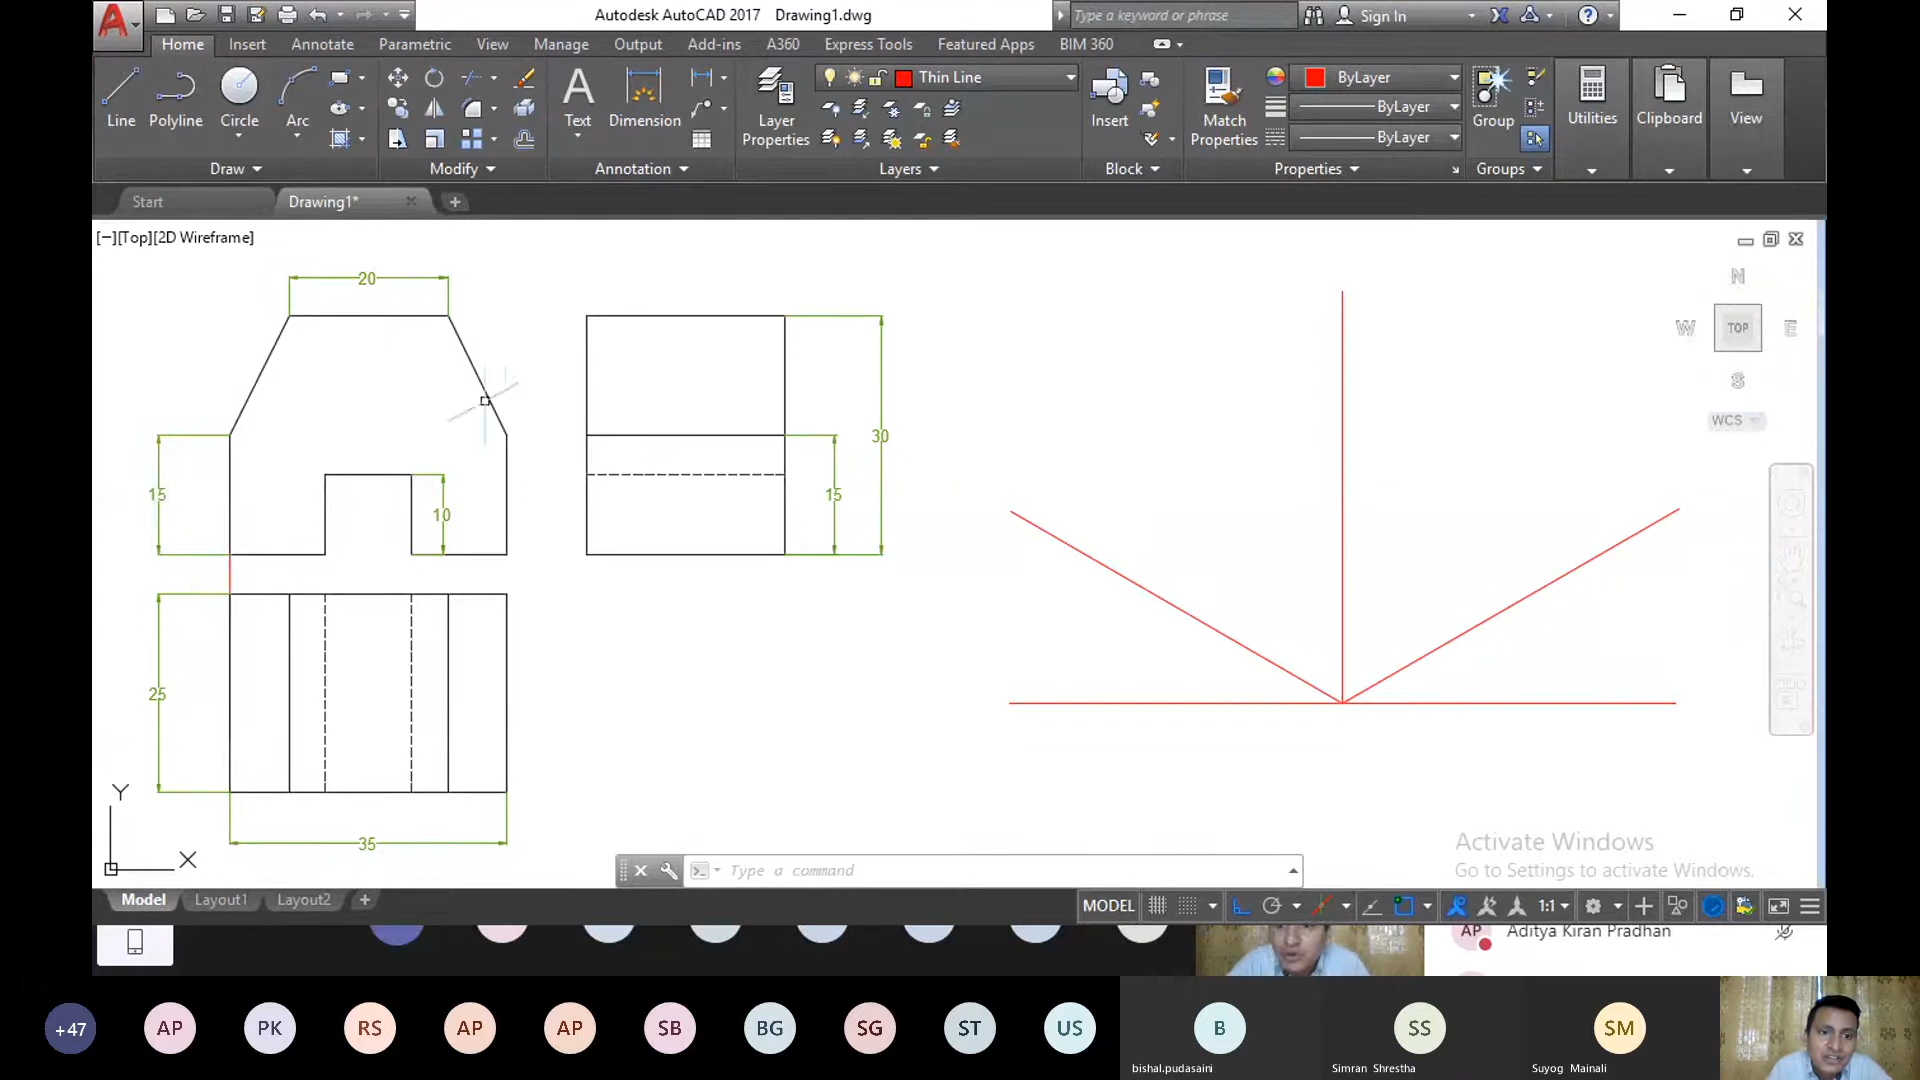 Autodesk AutoCAD 2017 Drawing1.dwg
Type a keyword or phrase
Sign In
Home Insert Annotate Parametric View Manage Output Add-ins A360 Express Tools Featured Apps BIM 360
Line Polyline Circle Arc
Text Dimension
Layer Properties
Thin Line
Insert
Match Properties
ByLayer
ByLayer
ByLayer
Group
Utilities
Clipboard
View
Draw Modify Annotation Layers Block Properties Groups
Start Drawing1*
[−][Top][2D Wireframe]
N
W TOP E
S
WCS
20
15
10
30
15
25
35
Y
X
Type a command
Activate Windows
Go to Settings to activate Windows.
Model Layout1 Layout2
MODEL
1:1
AP Aditya Kiran Pradhan
+47 AP PK RS AP AP SB BG SG ST US B SS SM
bishal.pudasaini
Simran Shrestha
Suyog Mainali